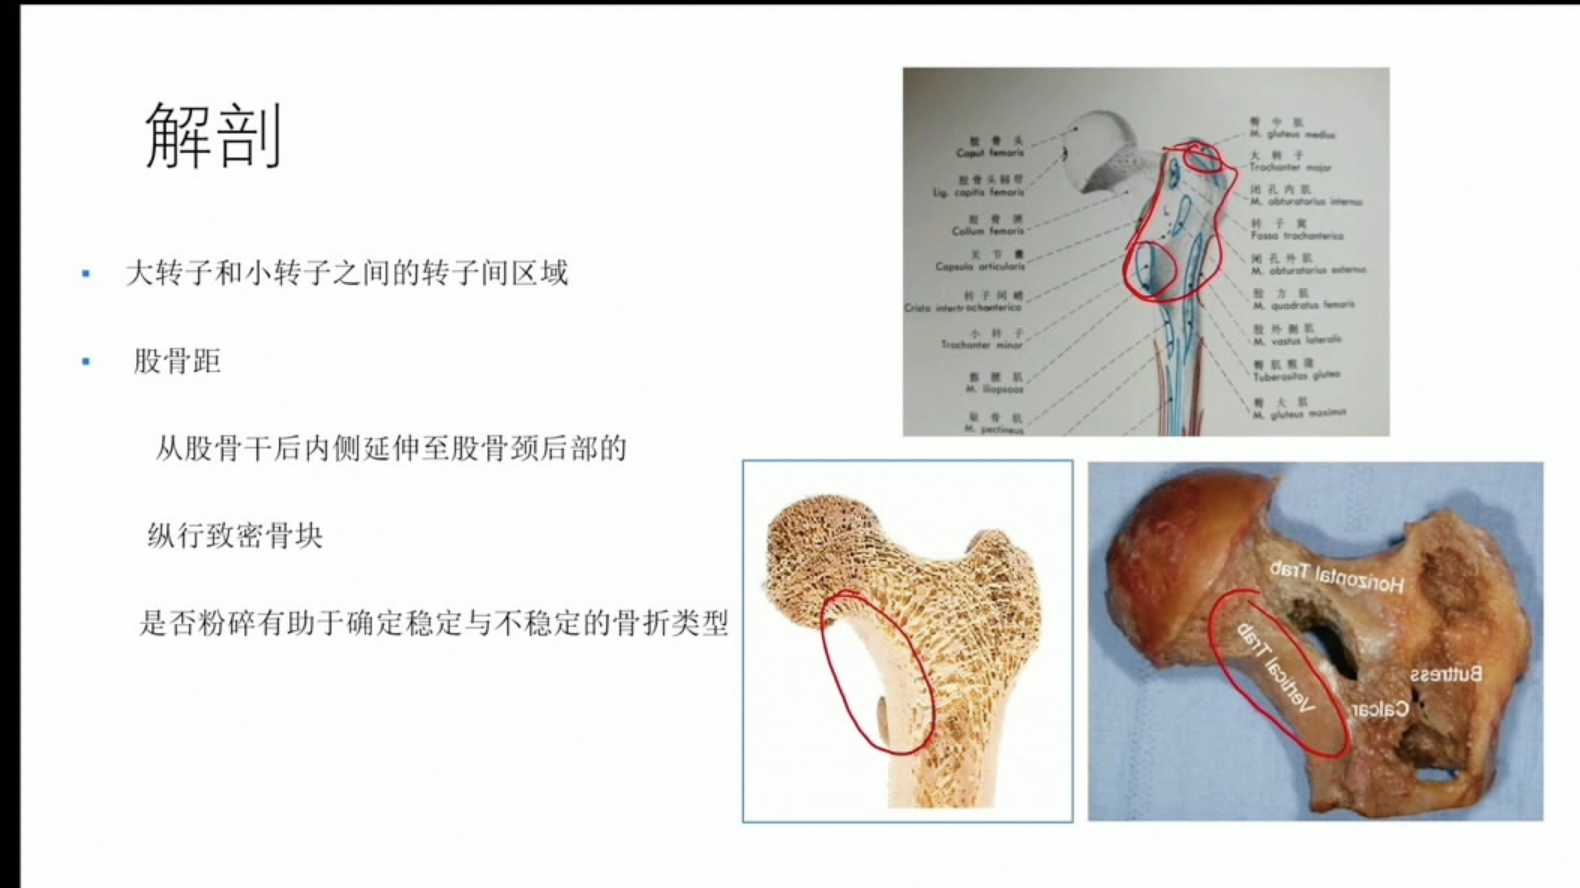 解剖
大转子和小转子之间的转子间区域
股骨距
从股骨干后内侧延伸至股骨颈后部的
纵行致密骨块
是否粉碎有助于确定稳定与不稳定的骨折类型
股骨头
Caput femoris
股骨头韧带
Lig. capitis femoris
股骨颈
Collum femoris
关节囊
Capsula articularis
转子间嵴
Crista intertrochanterica
小转子
Trochanter minor
髂腰肌
M. iliopsoas
耻骨肌
M. pectineus
臀中肌
M. gluteus medius
大转子
Trochanter major
闭孔内肌
M. obturatorius internus
转子窝
Fossa trochanterica
闭孔外肌
M. obturatorius externus
股方肌
M. quadratus femoris
股外侧肌
M. vastus lateralis
臀肌粗隆
Tuberositas glutea
臀大肌
M. gluteus maximus
Horizontal Trab
Vertical Trab
Buttress
Calcar